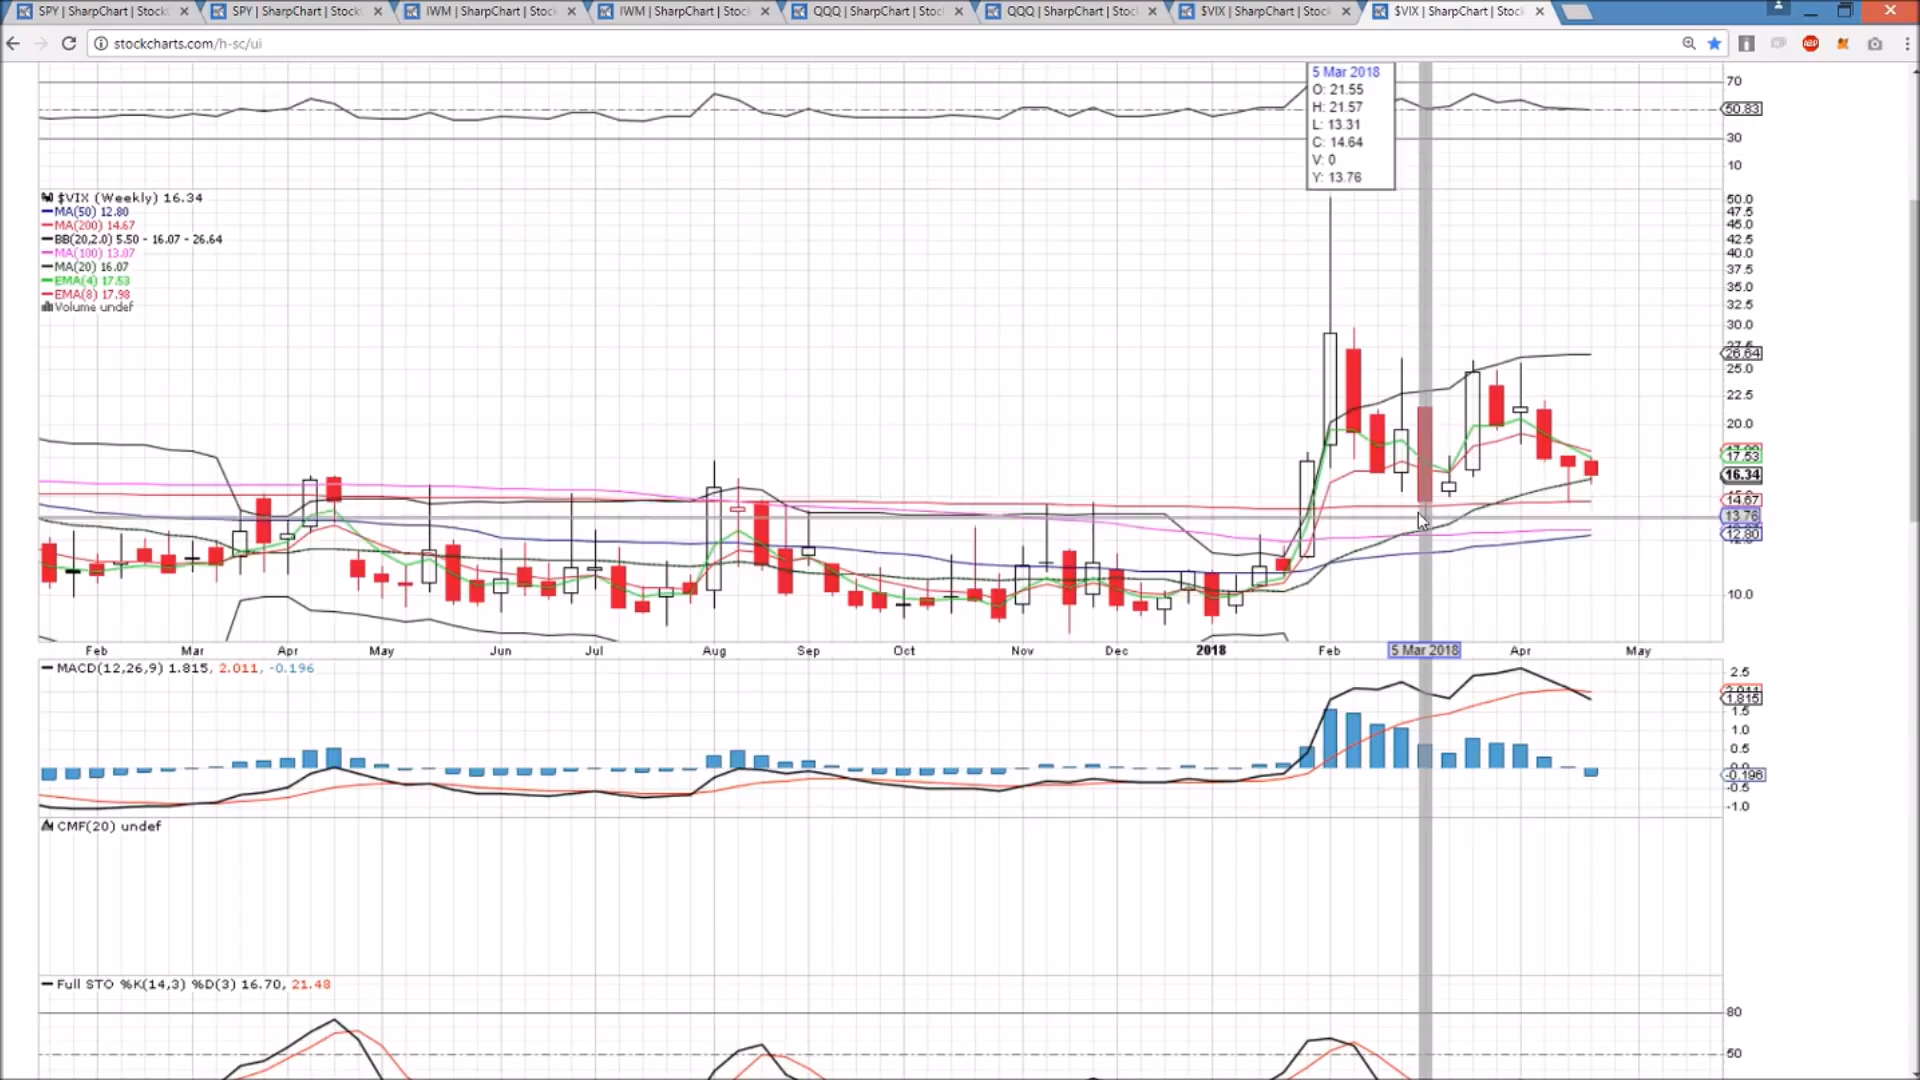 SPY | SharpChart | Stock
SPY | SharpChart | Stock
IWM | SharpChart | Stoc
IWM | SharpChart | Stoc
QQQ | SharpChart | Stoc
QQQ | SharpChart | Stoc
$VIX | SharpChart | Stoc
$VIX | SharpChart | Stoc
stockcharts.com/h-sc/ui
ABP
5 Mar 2018
O: 21.55
H: 21.57
L: 13.31
C: 14.64
V: 0
Y: 13.76
70
50.83
30
10
$VIX (Weekly) 16.34
MA(50) 12.80
MA(200) 14.67
BB(20,2.0) 5.50 - 16.07 - 26.64
MA(100) 13.07
MA(20) 16.07
EMA(4) 17.53
EMA(8) 17.98
Volume undef
50.0
47.5
45.0
42.5
40.0
37.5
35.0
32.5
30.0
27.5
26.64
25.0
22.5
20.0
17.53
16.34
14.67
13.76
12.80
10.0
Feb Mar Apr May Jun Jul Aug Sep Oct Nov Dec 2018 Feb 5 Mar 2018 Apr May
MACD(12,26,9) 1.815, 2.011, -0.196
2.5
2.011
1.815
1.5
1.0
0.5
0.0
-0.196
-0.5
-1.0
CMF(20) undef
Full STO %K(14,3) %D(3) 16.70, 21.48
80
50